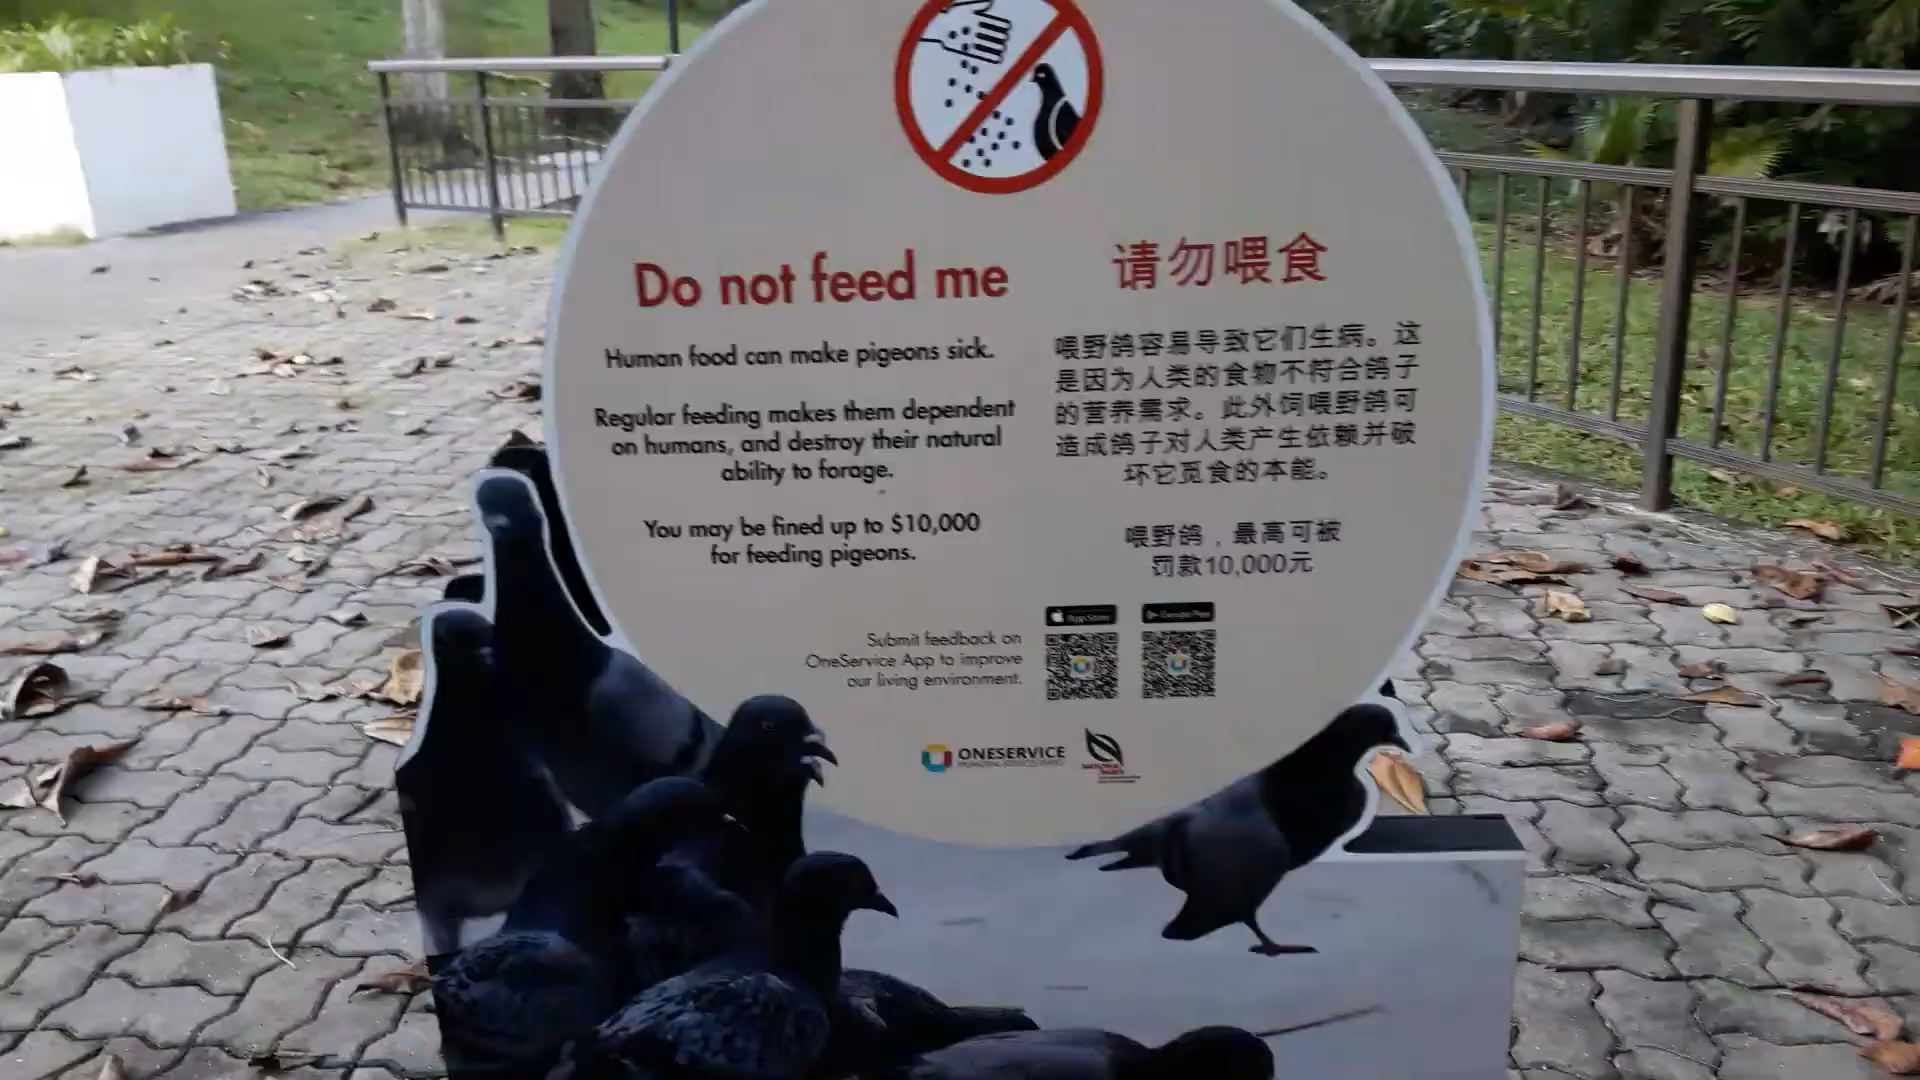 Do not feed me
Human food can make pigeons sick.
Regular feeding makes them dependent
on humans, and destroy their natural
ability to forage.
You may be fined up to $10,000
for feeding pigeons.
请勿喂食
喂野鸽容易导致它们生病。这
是因为人类的食物不符合鸽子
的营养需求。此外饲喂野鸽可
造成鸽子对人类产生依赖并破
坏它觅食的本能。
喂野鸽，最高可被
罚款10,000元
Submit feedback on
OneService App to improve
our living environment.
App Store
Google Play
ONESERVICE